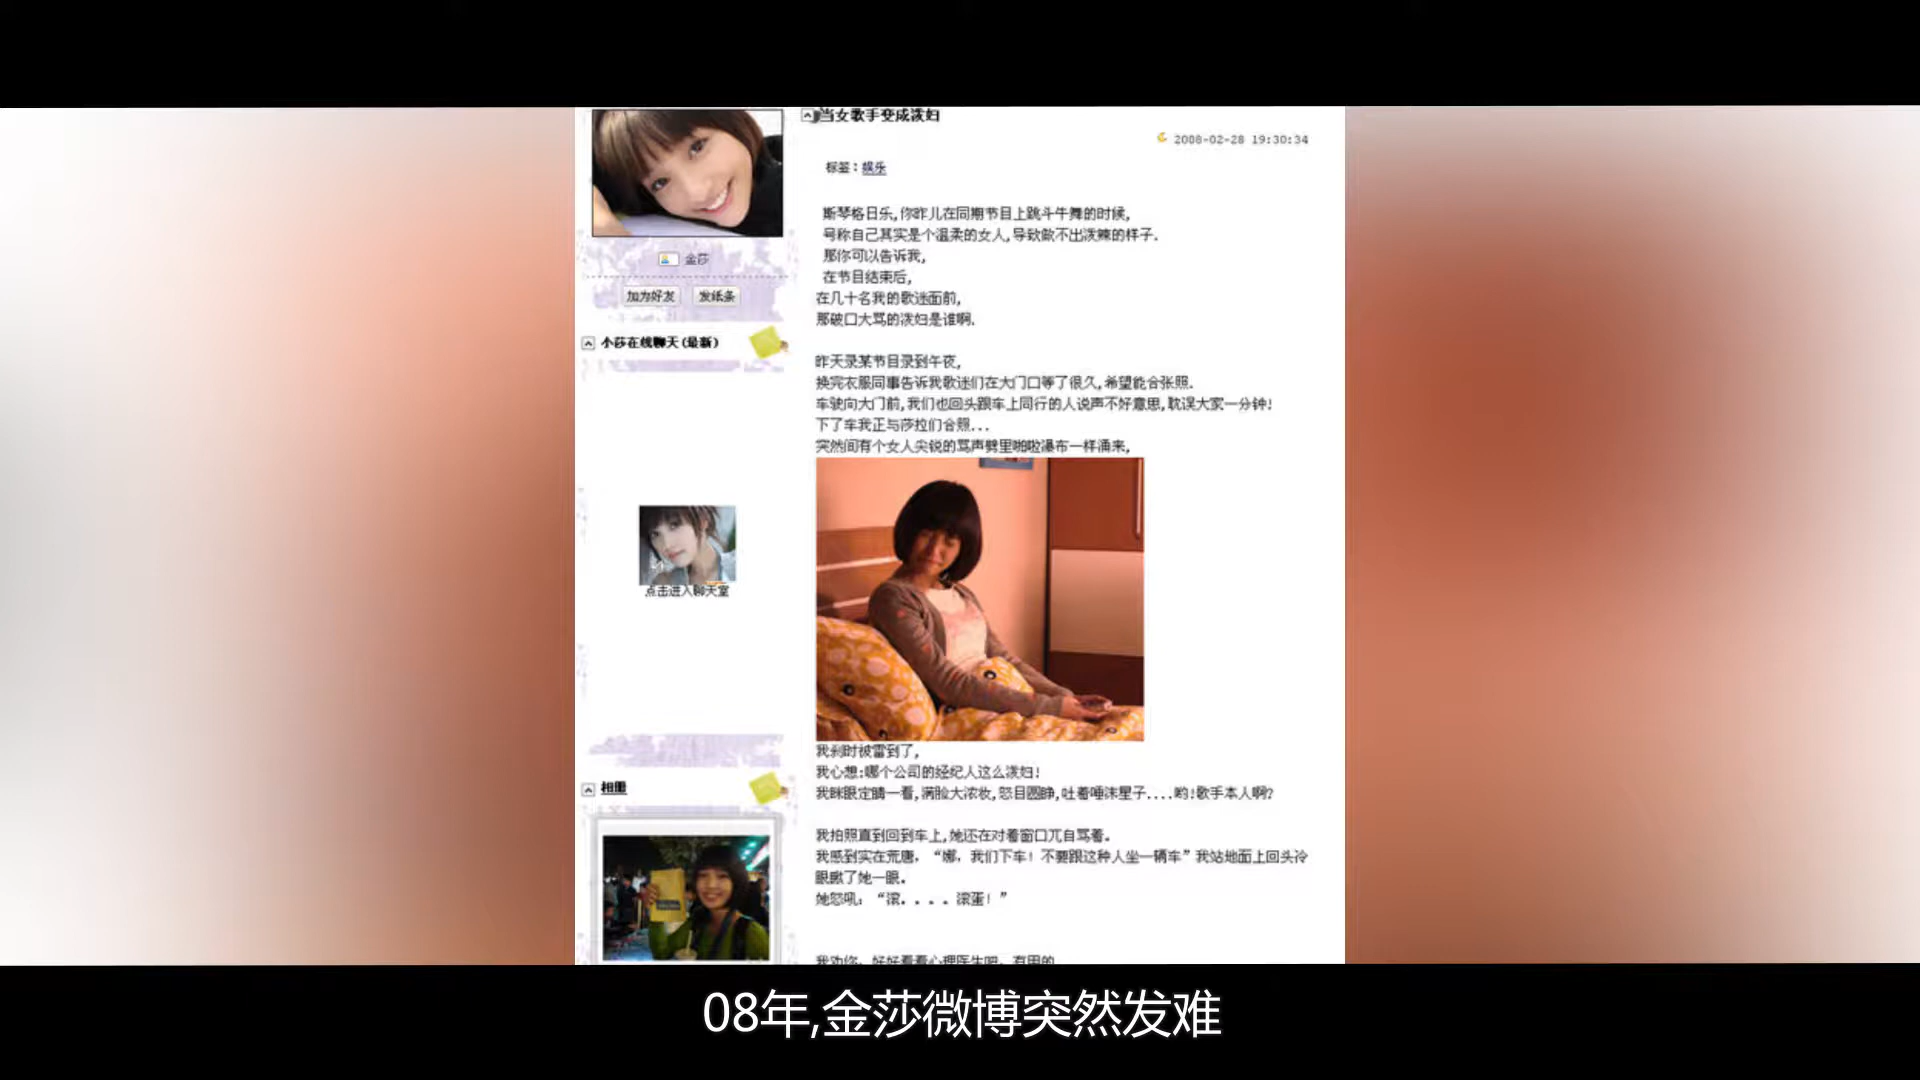 当女歌手变成泼妇
2008-02-28 19:30:34
标签：娱乐
金莎
加为好友 发纸条
小莎在线聊天(最新)
点击进入聊天室
相册
斯琴格日乐,你昨儿在同期节目上跳斗牛舞的时候,
号称自己其实是个温柔的女人,导致做不出泼辣的样子.
那你可以告诉我,
在节目结束后,
在几十名我的歌迷面前,
那破口大骂的泼妇是谁啊.
昨天录某节目录到午夜,
换完衣服同事告诉我歌迷们在大门口等了很久,希望能合张照.
车驶向大门前,我们也回头跟车上同行的人说声不好意思,耽误大家一分钟!
下了车我正与莎拉们合照...
突然间有个女人尖锐的骂声劈里啪啦瀑布一样涌来,
我刹时被雷到了,
我心想:哪个公司的经纪人这么泼妇!
我眯眼定睛一看,满脸大浓妆,怒目圆睁,吐着唾沫星子....哟!歌手本人啊?
我拍照直到回到车上,她还在对着窗口兀自骂着。
我感到实在荒唐，“娜，我们下车！不要跟这种人坐一辆车”我站地面上回头冷
眼瞅了她一眼。
她怒吼：“滚．．．．滚蛋！”
我劝你，好好看看心理医生吧，有用的
08年,金莎微博突然发难